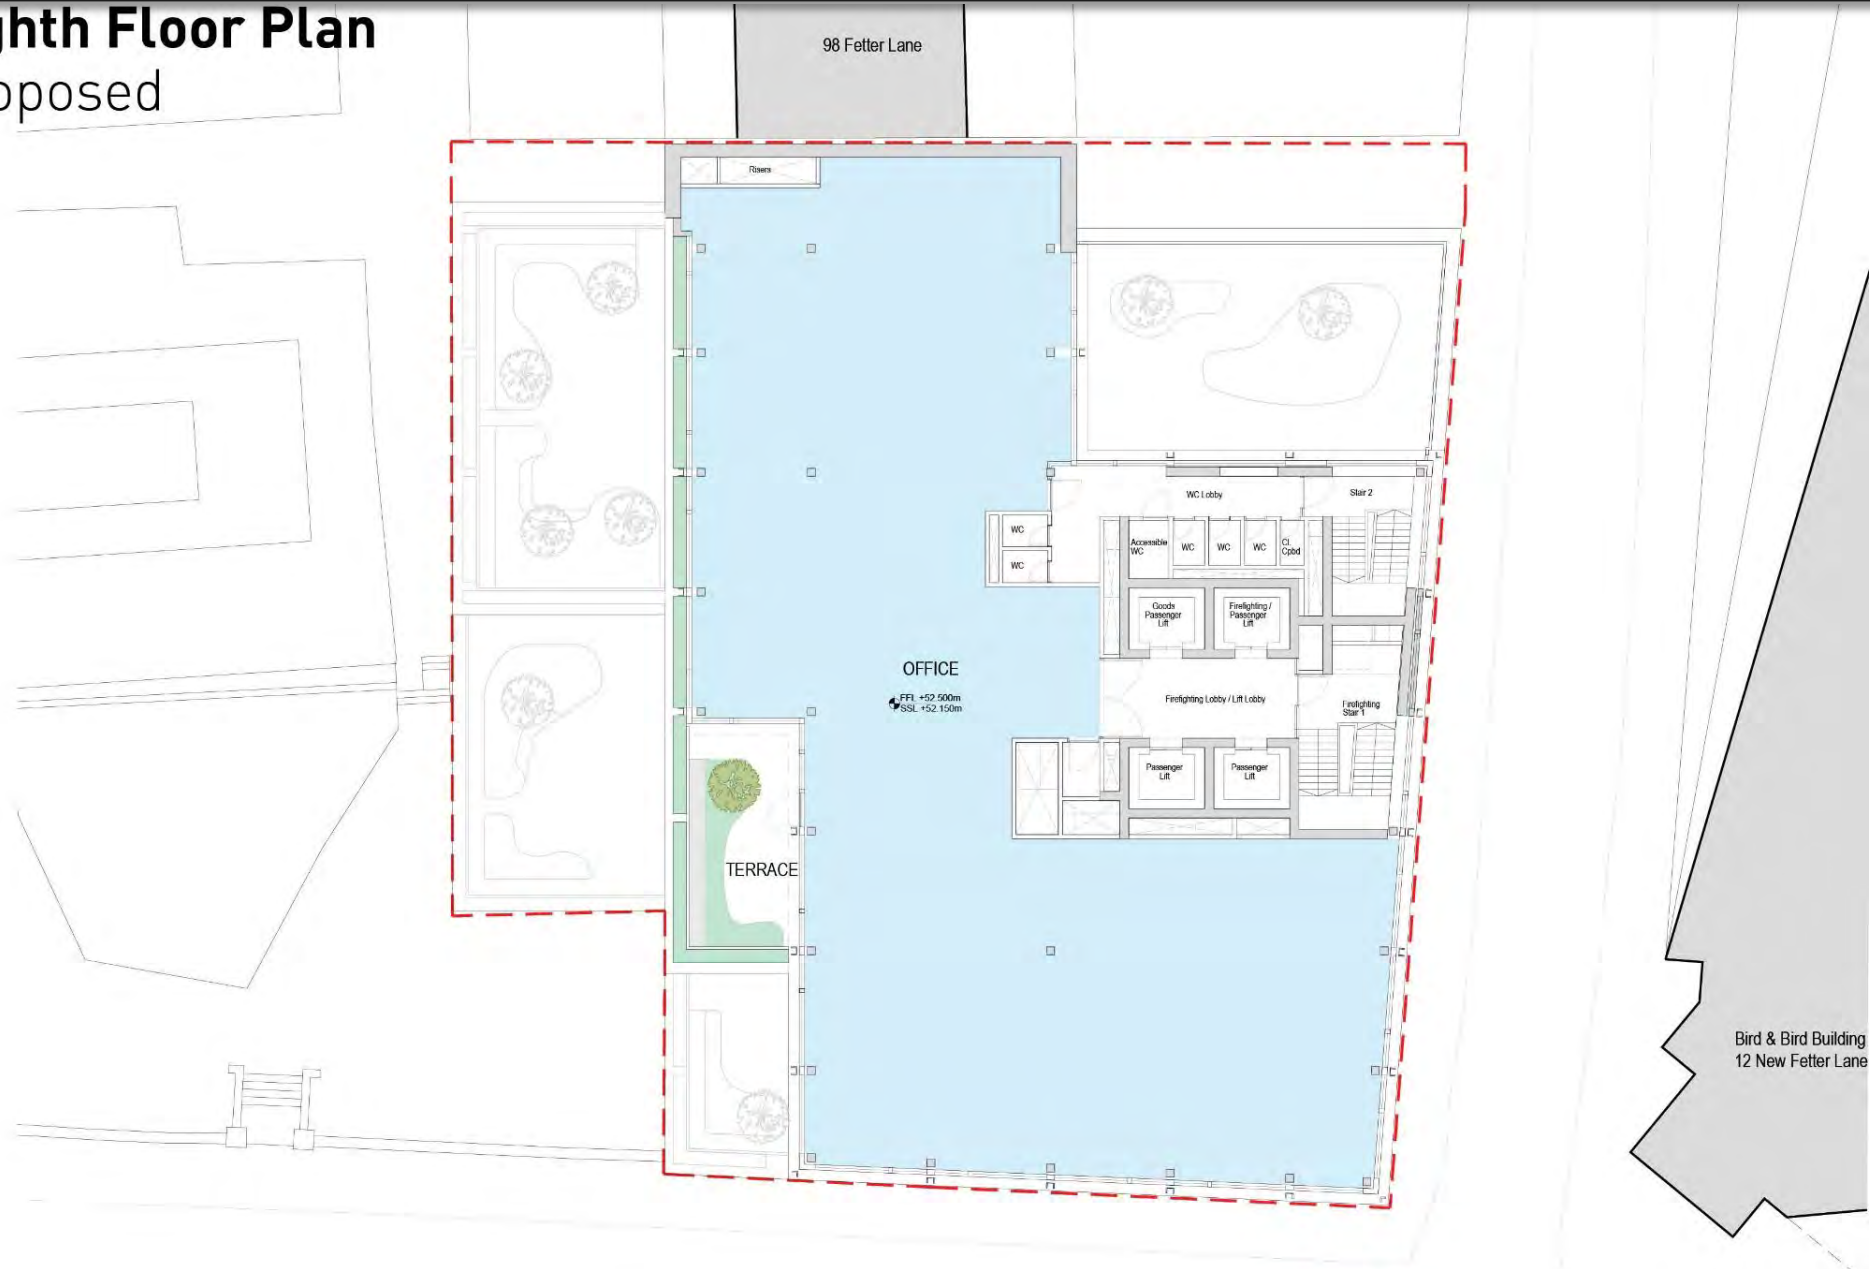 ghth Floor Plan
oposed
98 Fetter Lane
Risers
WC Lobby
Stair 2
WC
WC
Accessible
WC
WC
WC
WC
Cl.
Cpbd
Goods
Passenger
Lift
Firefighting /
Passenger
Lift
OFFICE
FFL +52.500m
SSL +52.150m
Firefighting Lobby / Lift Lobby
Firefighting
Stair 1
Passenger
Lift
Passenger
Lift
TERRACE
Bird & Bird Building
12 New Fetter Lane